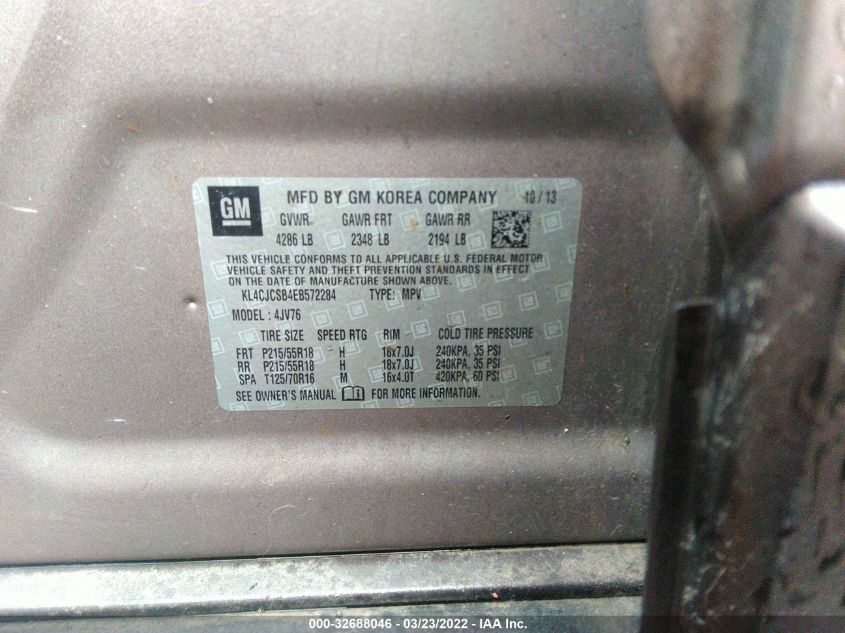 GM
MFD BY GM KOREA COMPANY 10 / 13
GVWR GAWR FRT GAWR RR
4286 LB 2348 LB 2194 LB
THIS VEHICLE CONFORMS TO ALL APPLICABLE U.S. FEDERAL MOTOR
VEHICLE SAFETY AND THEFT PREVENTION STANDARDS IN EFFECT
ON THE DATE OF MANUFACTURE SHOWN ABOVE.
KL4CJCSB4EB572284 TYPE: MPV
MODEL : 4JV76
TIRE SIZE SPEED RTG RIM COLD TIRE PRESSURE
FRT P215/55R18 H 18x7.0J 240KPA, 35 PSI
RR P215/55R18 H 18x7.0J 240KPA, 35 PSI
SPA T125/70R16 M 16x4.0T 420KPA, 60 PSI
SEE OWNER'S MANUAL FOR MORE INFORMATION.
000-32688046 - 03/23/2022 - IAA Inc.